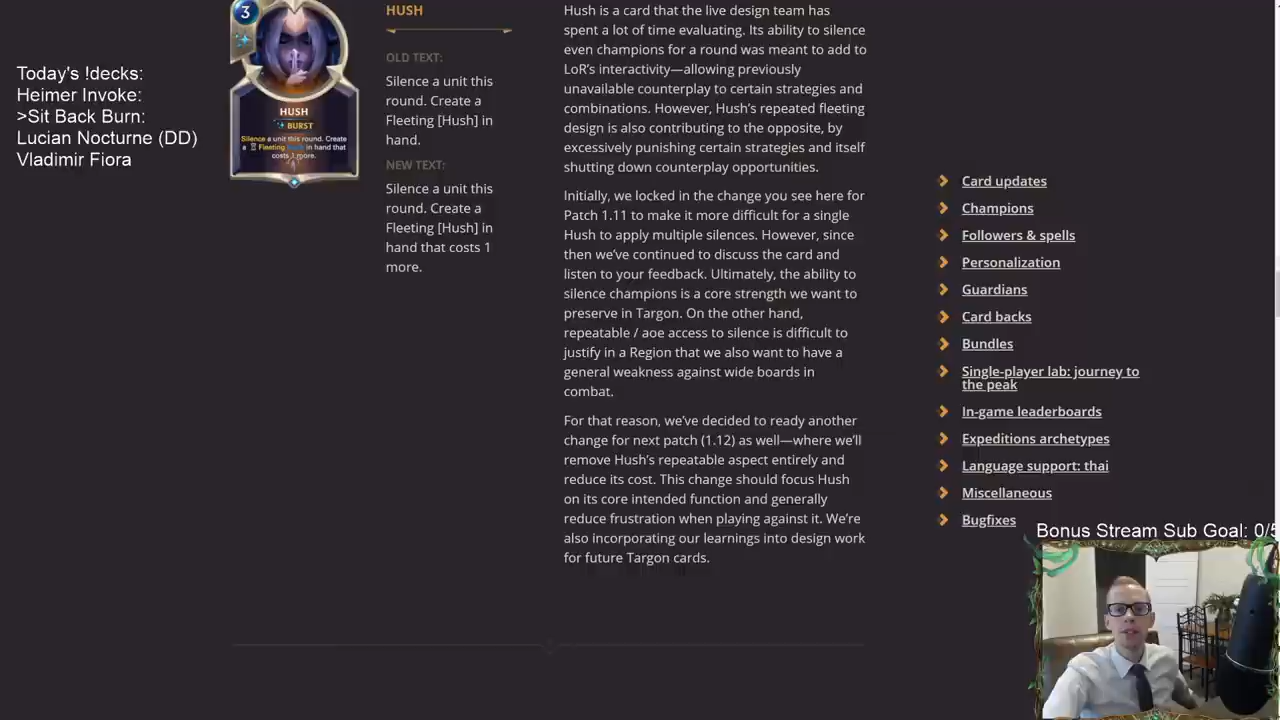 Today's !decks:
Heimer Invoke:
>Sit Back Burn:
Lucian Nocturne (DD)
Vladimir Fiora
3
HUSH
BURST
Silence a unit this round. Create
a Fleeting Hush in hand that
costs 1 more.
HUSH
OLD TEXT:
Silence a unit this
round. Create a
Fleeting [Hush] in
hand.
NEW TEXT:
Silence a unit this
round. Create a
Fleeting [Hush] in
hand that costs 1
more.
Hush is a card that the live design team has
spent a lot of time evaluating. Its ability to silence
even champions for a round was meant to add to
LoR's interactivity—allowing previously
unavailable counterplay to certain strategies and
combinations. However, Hush's repeated fleeting
design is also contributing to the opposite, by
excessively punishing certain strategies and itself
shutting down counterplay opportunities.
Initially, we locked in the change you see here for
Patch 1.11 to make it more difficult for a single
Hush to apply multiple silences. However, since
then we've continued to discuss the card and
listen to your feedback. Ultimately, the ability to
silence champions is a core strength we want to
preserve in Targon. On the other hand,
repeatable / aoe access to silence is difficult to
justify in a Region that we also want to have a
general weakness against wide boards in
combat.
For that reason, we've decided to ready another
change for next patch (1.12) as well—where we'll
remove Hush's repeatable aspect entirely and
reduce its cost. This change should focus Hush
on its core intended function and generally
reduce frustration when playing against it. We're
also incorporating our learnings into design work
for future Targon cards.
Card updates
Champions
Followers & spells
Personalization
Guardians
Card backs
Bundles
Single-player lab: journey to
the peak
In-game leaderboards
Expeditions archetypes
Language support: thai
Miscellaneous
Bugfixes
Bonus Stream Sub Goal: 0/5